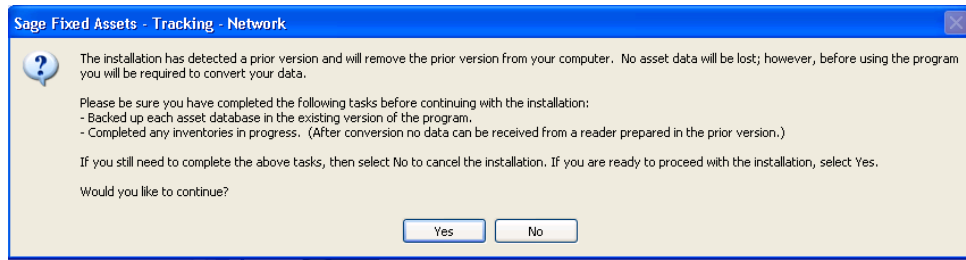 Sage Fixed Assets - Tracking - Network
The installation has detected a prior version and will remove the prior version from your computer.  No asset data will be lost; however, before using the program
you will be required to convert your data.
Please be sure you have completed the following tasks before continuing with the installation:
- Backed up each asset database in the existing version of the program.
- Completed any inventories in progress.  (After conversion no data can be received from a reader prepared in the prior version.)
If you still need to complete the above tasks, then select No to cancel the installation. If you are ready to proceed with the installation, select Yes.
Would you like to continue?
Yes
No